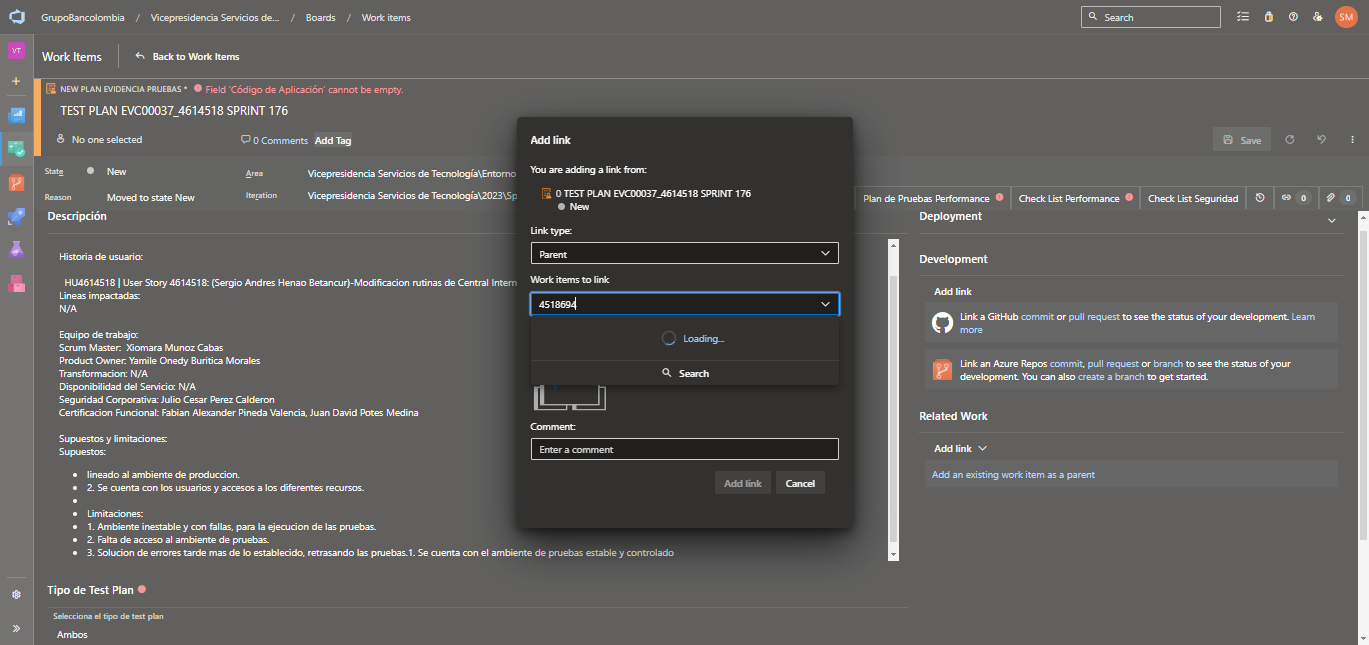 GrupoBancolombia / Vicepresidencia Servicios de... / Boards / Work items
Search
SM
VT
Work Items
Back to Work Items
NEW PLAN EVIDENCIA PRUEBAS * Field 'Código de Aplicación' cannot be empty.
TEST PLAN EVC00037_4614518 SPRINT 176
No one selected
0 Comments
Add Tag
Save
State
New
Area
Vicepresidencia Servicios de Tecnología\Entorno
Reason
Moved to state New
Iteration
Vicepresidencia Servicios de Tecnología\2023\Sp
Plan de Pruebas Performance
Check List Performance
Check List Seguridad
0
0
Descripción
Historia de usuario:
HU4614518 | User Story 4614518: (Sergio Andres Henao Betancur)-Modificacion rutinas de Central Intern
Lineas impactadas:
N/A
Equipo de trabajo:
Scrum Master: Xiomara Munoz Cabas
Product Owner: Yamile Onedy Buritica Morales
Transformacion: N/A
Disponibilidad del Servicio: N/A
Seguridad Corporativa: Julio Cesar Perez Calderon
Certificacion Funcional: Fabian Alexander Pineda Valencia, Juan David Potes Medina
Supuestos y limitaciones:
Supuestos:
• lineado al ambiente de produccion.
• 2. Se cuenta con los usuarios y accesos a los diferentes recursos.
•
• Limitaciones:
• 1. Ambiente inestable y con fallas, para la ejecucion de las pruebas.
• 2. Falta de acceso al ambiente de pruebas.
• 3. Solucion de errores tarde mas de lo establecido, retrasando las pruebas.1. Se cuenta con el ambiente de pruebas estable y controlado
Tipo de Test Plan
Selecciona el tipo de test plan
Ambos
Add link
You are adding a link from:
0 TEST PLAN EVC00037_4614518 SPRINT 176
New
Link type:
Parent
Work items to link
4518694
Loading...
Search
Comment:
Enter a comment
Add link
Cancel
Deployment
Development
Add link
Link a GitHub commit or pull request to see the status of your development. Learn
more
Link an Azure Repos commit, pull request or branch to see the status of your
development. You can also create a branch to get started.
Related Work
Add link
Add an existing work item as a parent